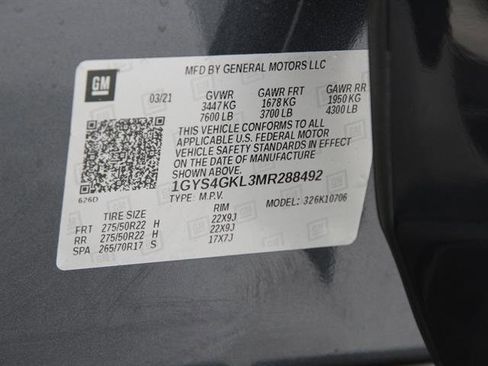 GM
MFD BY GENERAL MOTORS LLC
03/21 GVWR GAWR FRT GAWR RR
3447 KG 1678 KG 1950 KG
7600 LB 3700 LB 4300 LB
THIS VEHICLE CONFORMS TO ALL
APPLICABLE U.S. FEDERAL MOTOR
VEHICLE SAFETY STANDARDS IN EFFECT
ON THE DATE OF MANUFACTURE
SHOWN ABOVE.
1GYS4GKL3MR288492
626D TYPE: M.P.V. MODEL: 326K10706
TIRE SIZE RIM
FRT 275/50R22 H 22X9J
RR 275/50R22 H 22X9J
SPA 265/70R17 S 17X7J